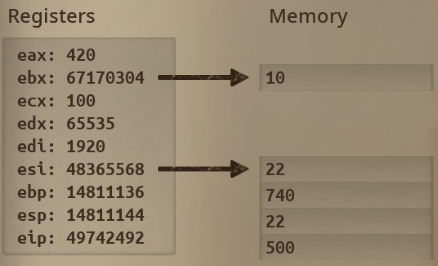 Registers
Memory
eax: 420
ebx: 67170304
10
ecx: 100
edx: 65535
edi: 1920
esi: 48365568
22
ebp: 14811136
740
esp: 14811144
22
eip: 49742492
500